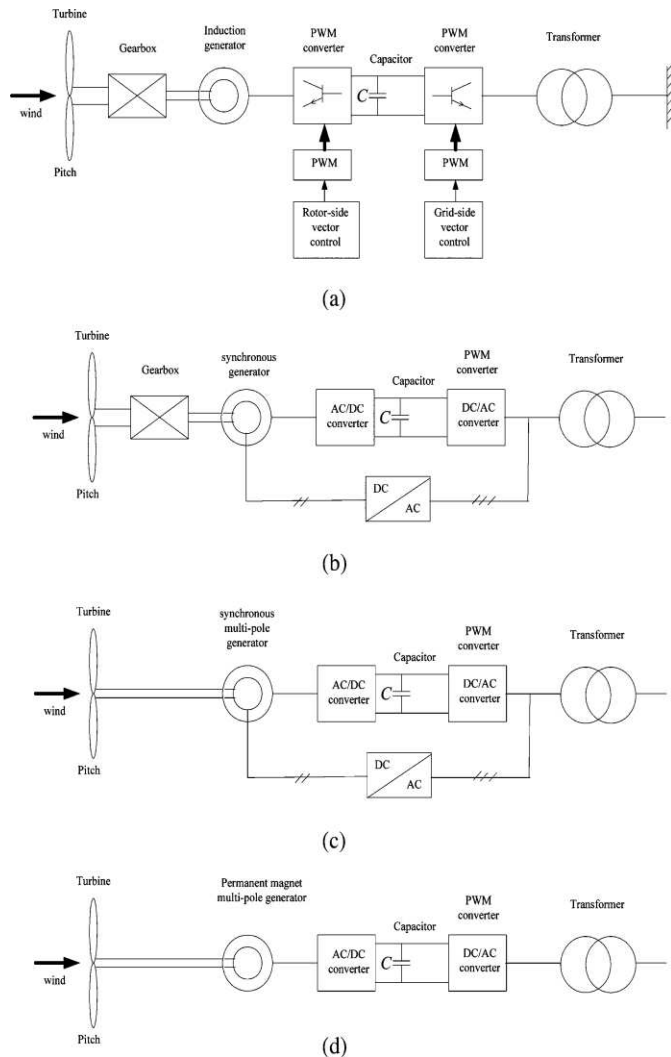 Turbine
Gearbox
Induction
generator
PWM
converter
Capacitor
PWM
converter
Transformer
wind
C
Pitch
PWM
PWM
Rotor-side
vector
control
Grid-side
vector
control
(a)
Turbine
Gearbox
synchronous
generator
Capacitor
PWM
converter
Transformer
wind
AC/DC
converter
C
DC/AC
converter
Pitch
DC
AC
(b)
Turbine
synchronous
multi-pole
generator
Capacitor
PWM
converter
Transformer
wind
AC/DC
converter
C
DC/AC
converter
Pitch
DC
AC
(c)
Turbine
Permanent magnet
multi-pole generator
Capacitor
PWM
converter
Transformer
wind
AC/DC
converter
C
DC/AC
converter
Pitch
(d)